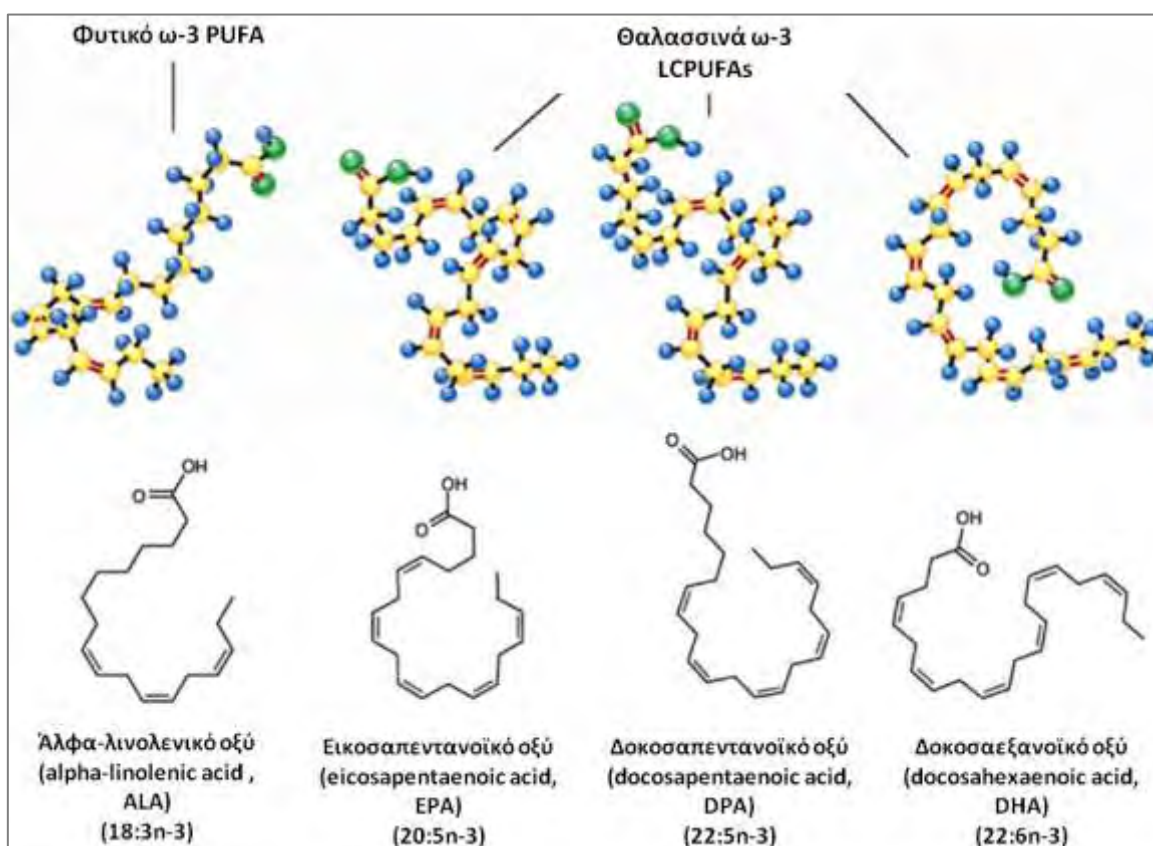 Φυτικό ω-3 PUFA
Θαλασσινά ω-3
LCPUFAs
OH
O
OH
O
O
OH
OH
O
Άλφα-λινολενικό οξύ
(alpha-linolenic acid ,
ALA)
(18:3n-3)
Εικοσαπεντανοϊκό οξύ
(eicosapentaenoic acid,
EPA)
(20:5n-3)
Δοκοσαπεντανοϊκό οξύ
(docosapentaenoic acid,
DPA)
(22:5n-3)
Δοκοσαεξανοϊκό οξύ
(docosahexaenoic acid,
DHA)
(22:6n-3)